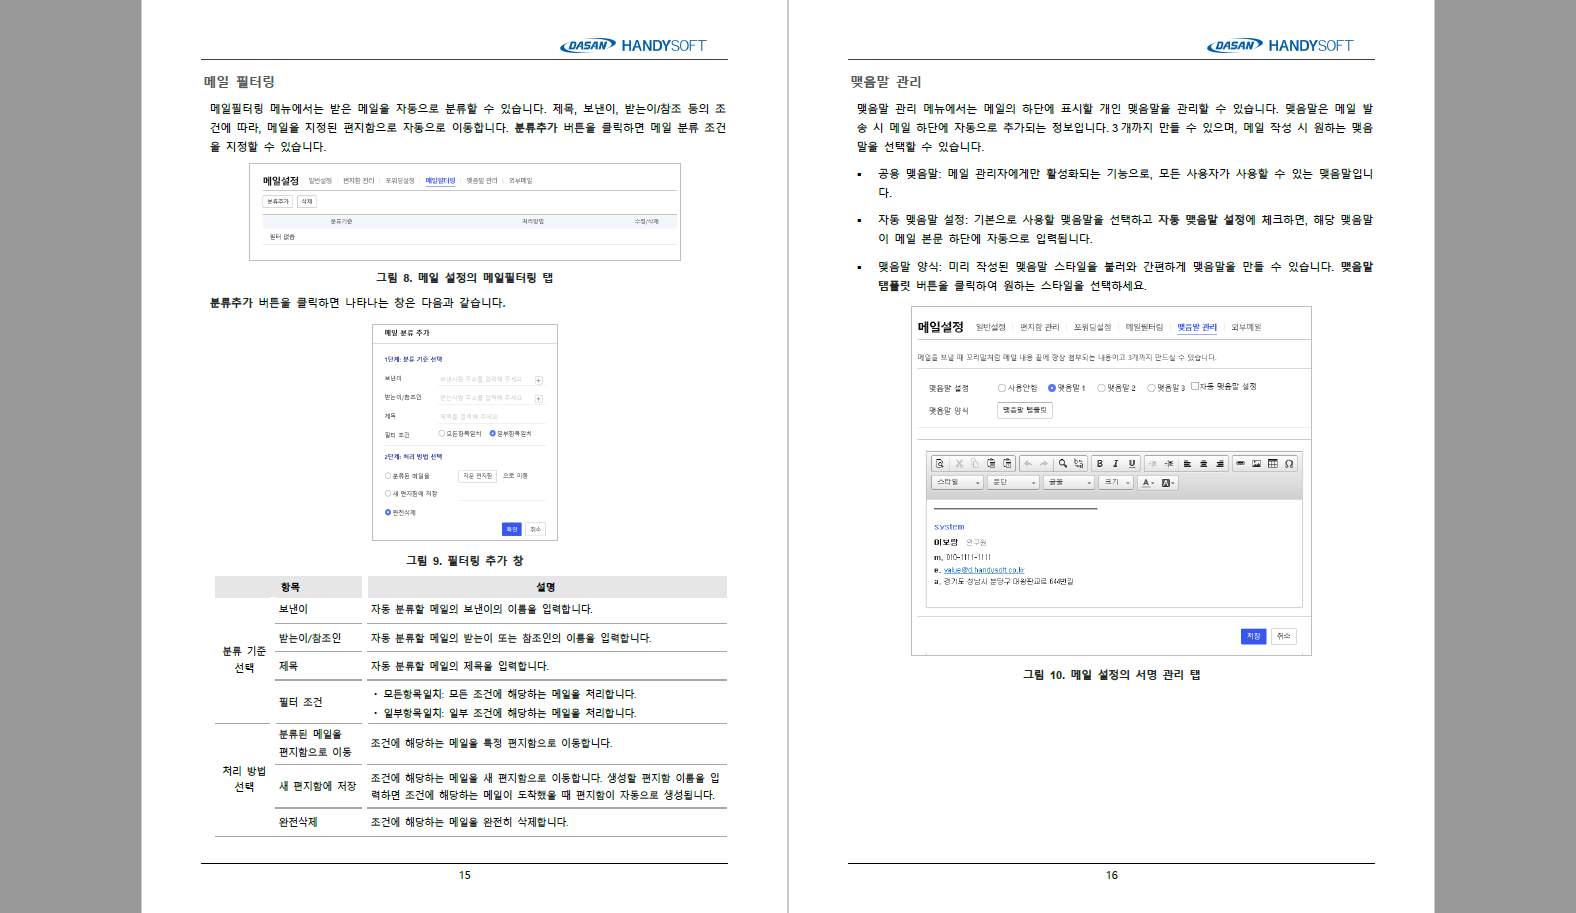 DASAN HANDYSOFT
메일 필터링
메일필터링 메뉴에서는 받은 메일을 자동으로 분류할 수 있습니다. 제목, 보낸이, 받는이/참조 등의 조
건에 따라, 메일을 지정된 편지함으로 자동으로 이동합니다. 분류추가 버튼을 클릭하면 메일 분류 조건
을 지정할 수 있습니다.
메일설정 일반설정 편지함 관리 포워딩설정 메일필터링 맺음말 관리 외부메일
분류추가 삭제
분류기준 처리방법 수정/삭제
필터 없음
그림 8. 메일 설정의 메일필터링 탭
분류추가 버튼을 클릭하면 나타나는 창은 다음과 같습니다.
메일 분류 추가
1단계: 분류 기준 선택
보낸이 보낸사람 주소를 입력해 주세요
받는이/참조인 받는사람 주소를 입력해 주세요
제목 제목을 입력해 주세요
필터 조건 모든항목일치 일부항목일치
2단계: 처리 방법 선택
분류된 메일을 지운 편지함 으로 이동
새 편지함에 저장
완전삭제
확인 취소
그림 9. 필터링 추가 창
항목 설명
분류 기준
선택
보낸이 자동 분류할 메일의 보낸이의 이름을 입력합니다.
받는이/참조인 자동 분류할 메일의 받는이 또는 참조인의 이름을 입력합니다.
제목 자동 분류할 메일의 제목을 입력합니다.
필터 조건
· 모든항목일치: 모든 조건에 해당하는 메일을 처리합니다.
· 일부항목일치: 일부 조건에 해당하는 메일을 처리합니다.
처리 방법
선택
분류된 메일을
편지함으로 이동
조건에 해당하는 메일을 특정 편지함으로 이동합니다.
새 편지함에 저장
조건에 해당하는 메일을 새 편지함으로 이동합니다. 생성할 편지함 이름을 입
력하면 조건에 해당하는 메일이 도착했을 때 편지함이 자동으로 생성됩니다.
완전삭제 조건에 해당하는 메일을 완전히 삭제합니다.
15
DASAN HANDYSOFT
맺음말 관리
맺음말 관리 메뉴에서는 메일의 하단에 표시할 개인 맺음말을 관리할 수 있습니다. 맺음말은 메일 발
송 시 메일 하단에 자동으로 추가되는 정보입니다. 3개까지 만들 수 있으며, 메일 작성 시 원하는 맺음
말을 선택할 수 있습니다.
▪ 공용 맺음말: 메일 관리자에게만 활성화되는 기능으로, 모든 사용자가 사용할 수 있는 맺음말입니
다.
▪ 자동 맺음말 설정: 기본으로 사용할 맺음말을 선택하고 자동 맺음말 설정에 체크하면, 해당 맺음말
이 메일 본문 하단에 자동으로 입력됩니다.
▪ 맺음말 양식: 미리 작성된 맺음말 스타일을 불러와 간편하게 맺음말을 만들 수 있습니다. 맺음말
템플릿 버튼을 클릭하여 원하는 스타일을 선택하세요.
메일설정 일반설정 편지함 관리 포워딩설정 메일필터링 맺음말 관리 외부메일
메일을 보낼 때 꼬리말처럼 메일 내용 끝에 항상 첨부되는 내용이고 3개까지 만드실 수 있습니다.
맺음말 설정 사용안함 맺음말 1 맺음말 2 맺음말 3 자동 맺음말 설정
맺음말 양식 맺음말 템플릿
B I U Ω
스타일 문단 글꼴 크기 A A
system
이보람 연구원
m. 010-1111-1111
e. value@d.handysoft.co.kr
a. 경기도 성남시 분당구 대왕판교로 644번길
저장 취소
그림 10. 메일 설정의 서명 관리 탭
16